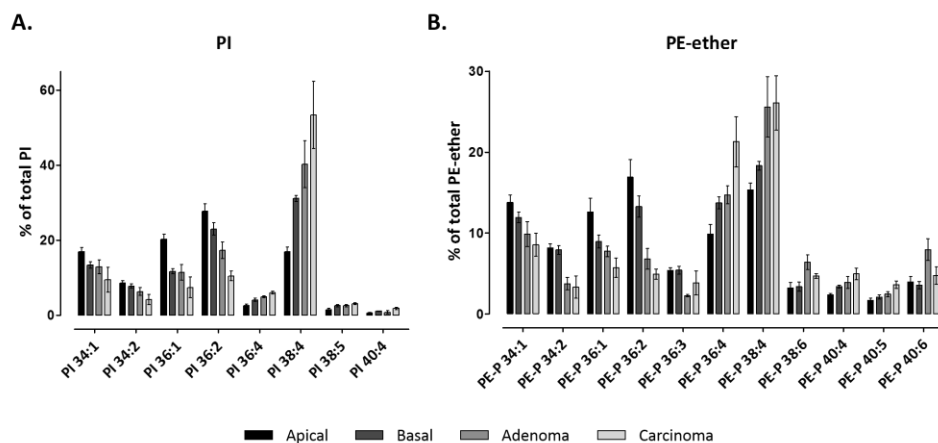 A.
PI
% of total PI
60
40
20
0
PI 34:1
PI 34:2
PI 36:1
PI 36:2
PI 36:4
PI 38:4
PI 38:5
PI 40:4
B.
PE-ether
% of total PE-ether
30
20
10
0
PE-P 34:1
PE-P 34:2
PE-P 36:1
PE-P 36:2
PE-P 36:3
PE-P 36:4
PE-P 38:4
PE-P 38:6
PE-P 40:4
PE-P 40:5
PE-P 40:6
Apical Basal Adenoma Carcinoma